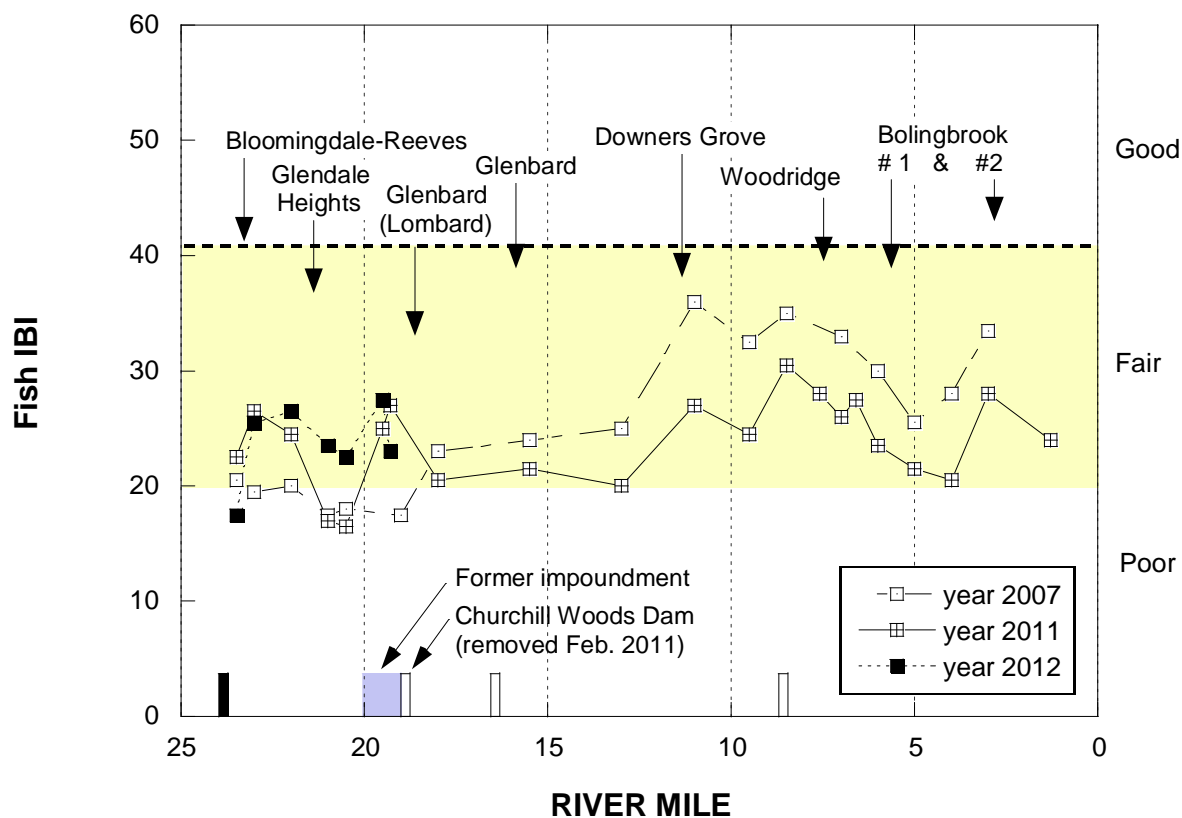 60
50
40
30
20
10
0
Fish IBI
Bloomingdale-Reeves
Glendale
Heights
Glenbard
(Lombard)
Glenbard
Downers Grove
Woodridge
Bolingbrook
# 1 & #2
Good
Fair
Poor
Former impoundment
Churchill Woods Dam
(removed Feb. 2011)
year 2007
year 2011
year 2012
25
20
15
10
5
0
RIVER MILE